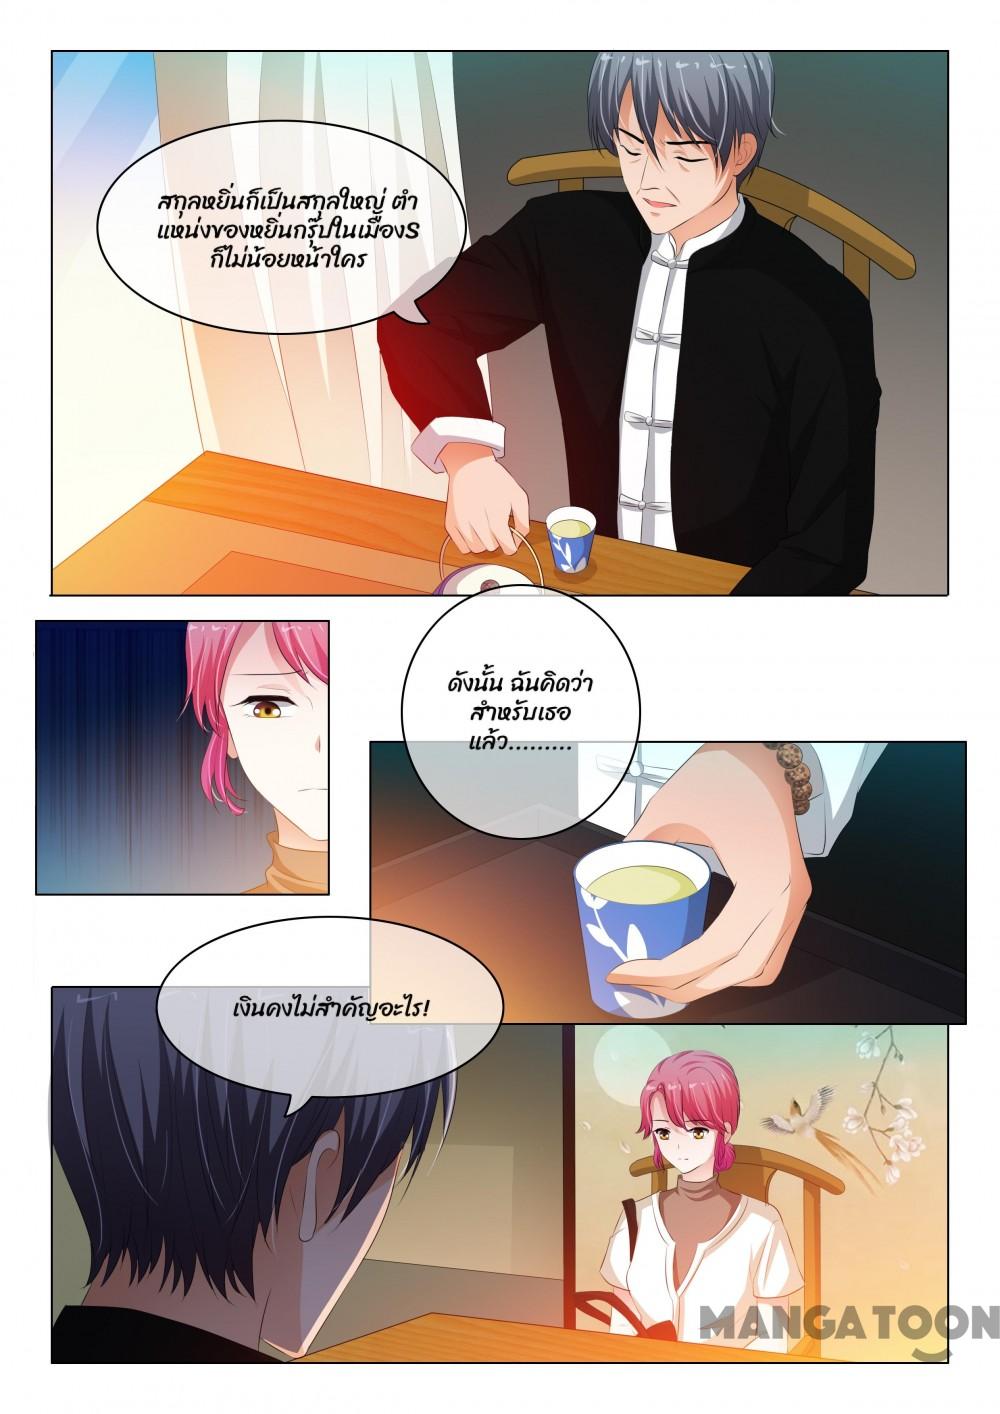 สกุลหยิ่นก็เป็นสกุลใหญ่ ตำ
แหน่งของหยิ่นกรุ๊ปในเมืองS
ก็ไม่น้อยหน้าใคร
ดังนั้น ฉันคิดว่า
สำหรับเธอ
แล้ว.........
เงินคงไม่สำคัญอะไร!
MANGATOON